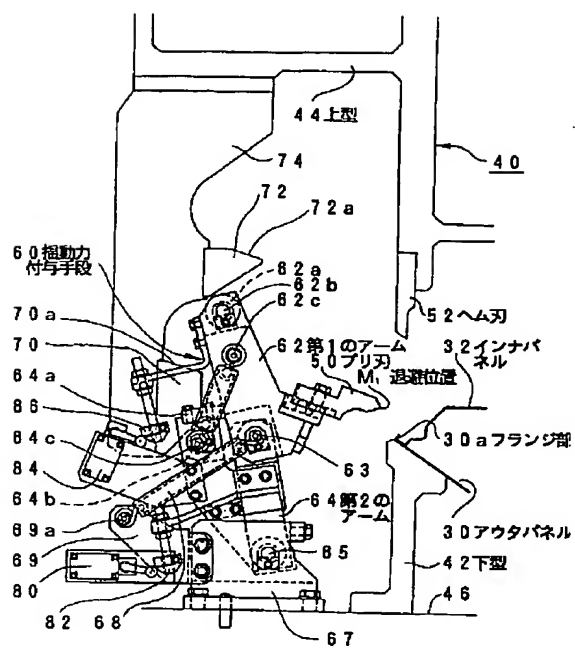 44上型
74
40
72
72a
60揺動力
付与手段
62a
62b
62c
52ヘム刃
70a
62第1のアーム
32インナパ
ネル
70
50プリ刃
M₁退避位置
64a
86
30aフランジ部
84c
63
84
64b
64第2の
アーム
30アウタパネル
69a
69
65
42下型
80
46
82
68
67